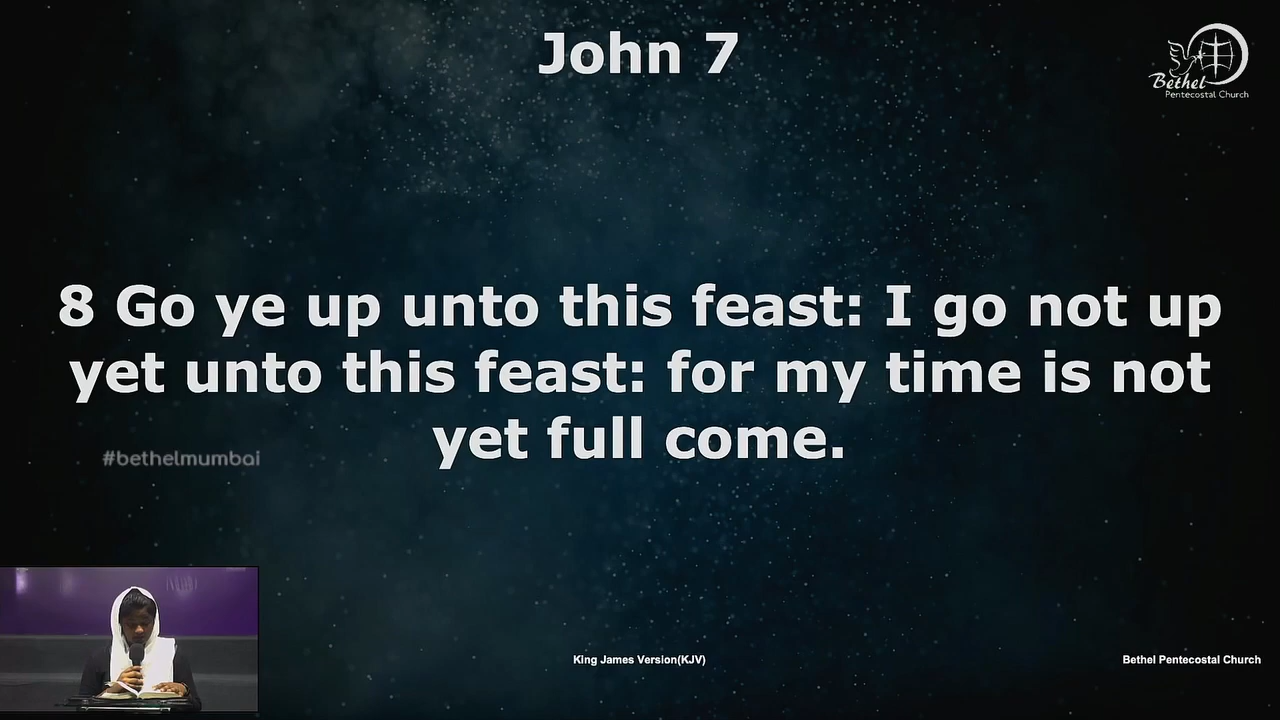 John 7
Bethel
Pentecostal Church
8 Go ye up unto this feast: I go not up
yet unto this feast: for my time is not
yet full come.
#bethelmumbai
King James Version(KJV)
Bethel Pentecostal Church